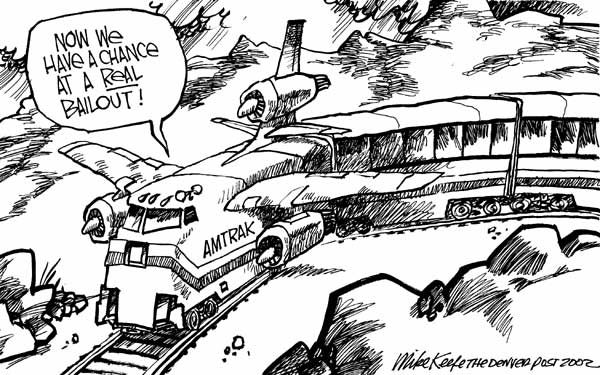 NOW WE
HAVE A CHANCE
AT A REAL
BAILOUT!
AMTRAK
Mike Keefe THE DENVER POST 2002